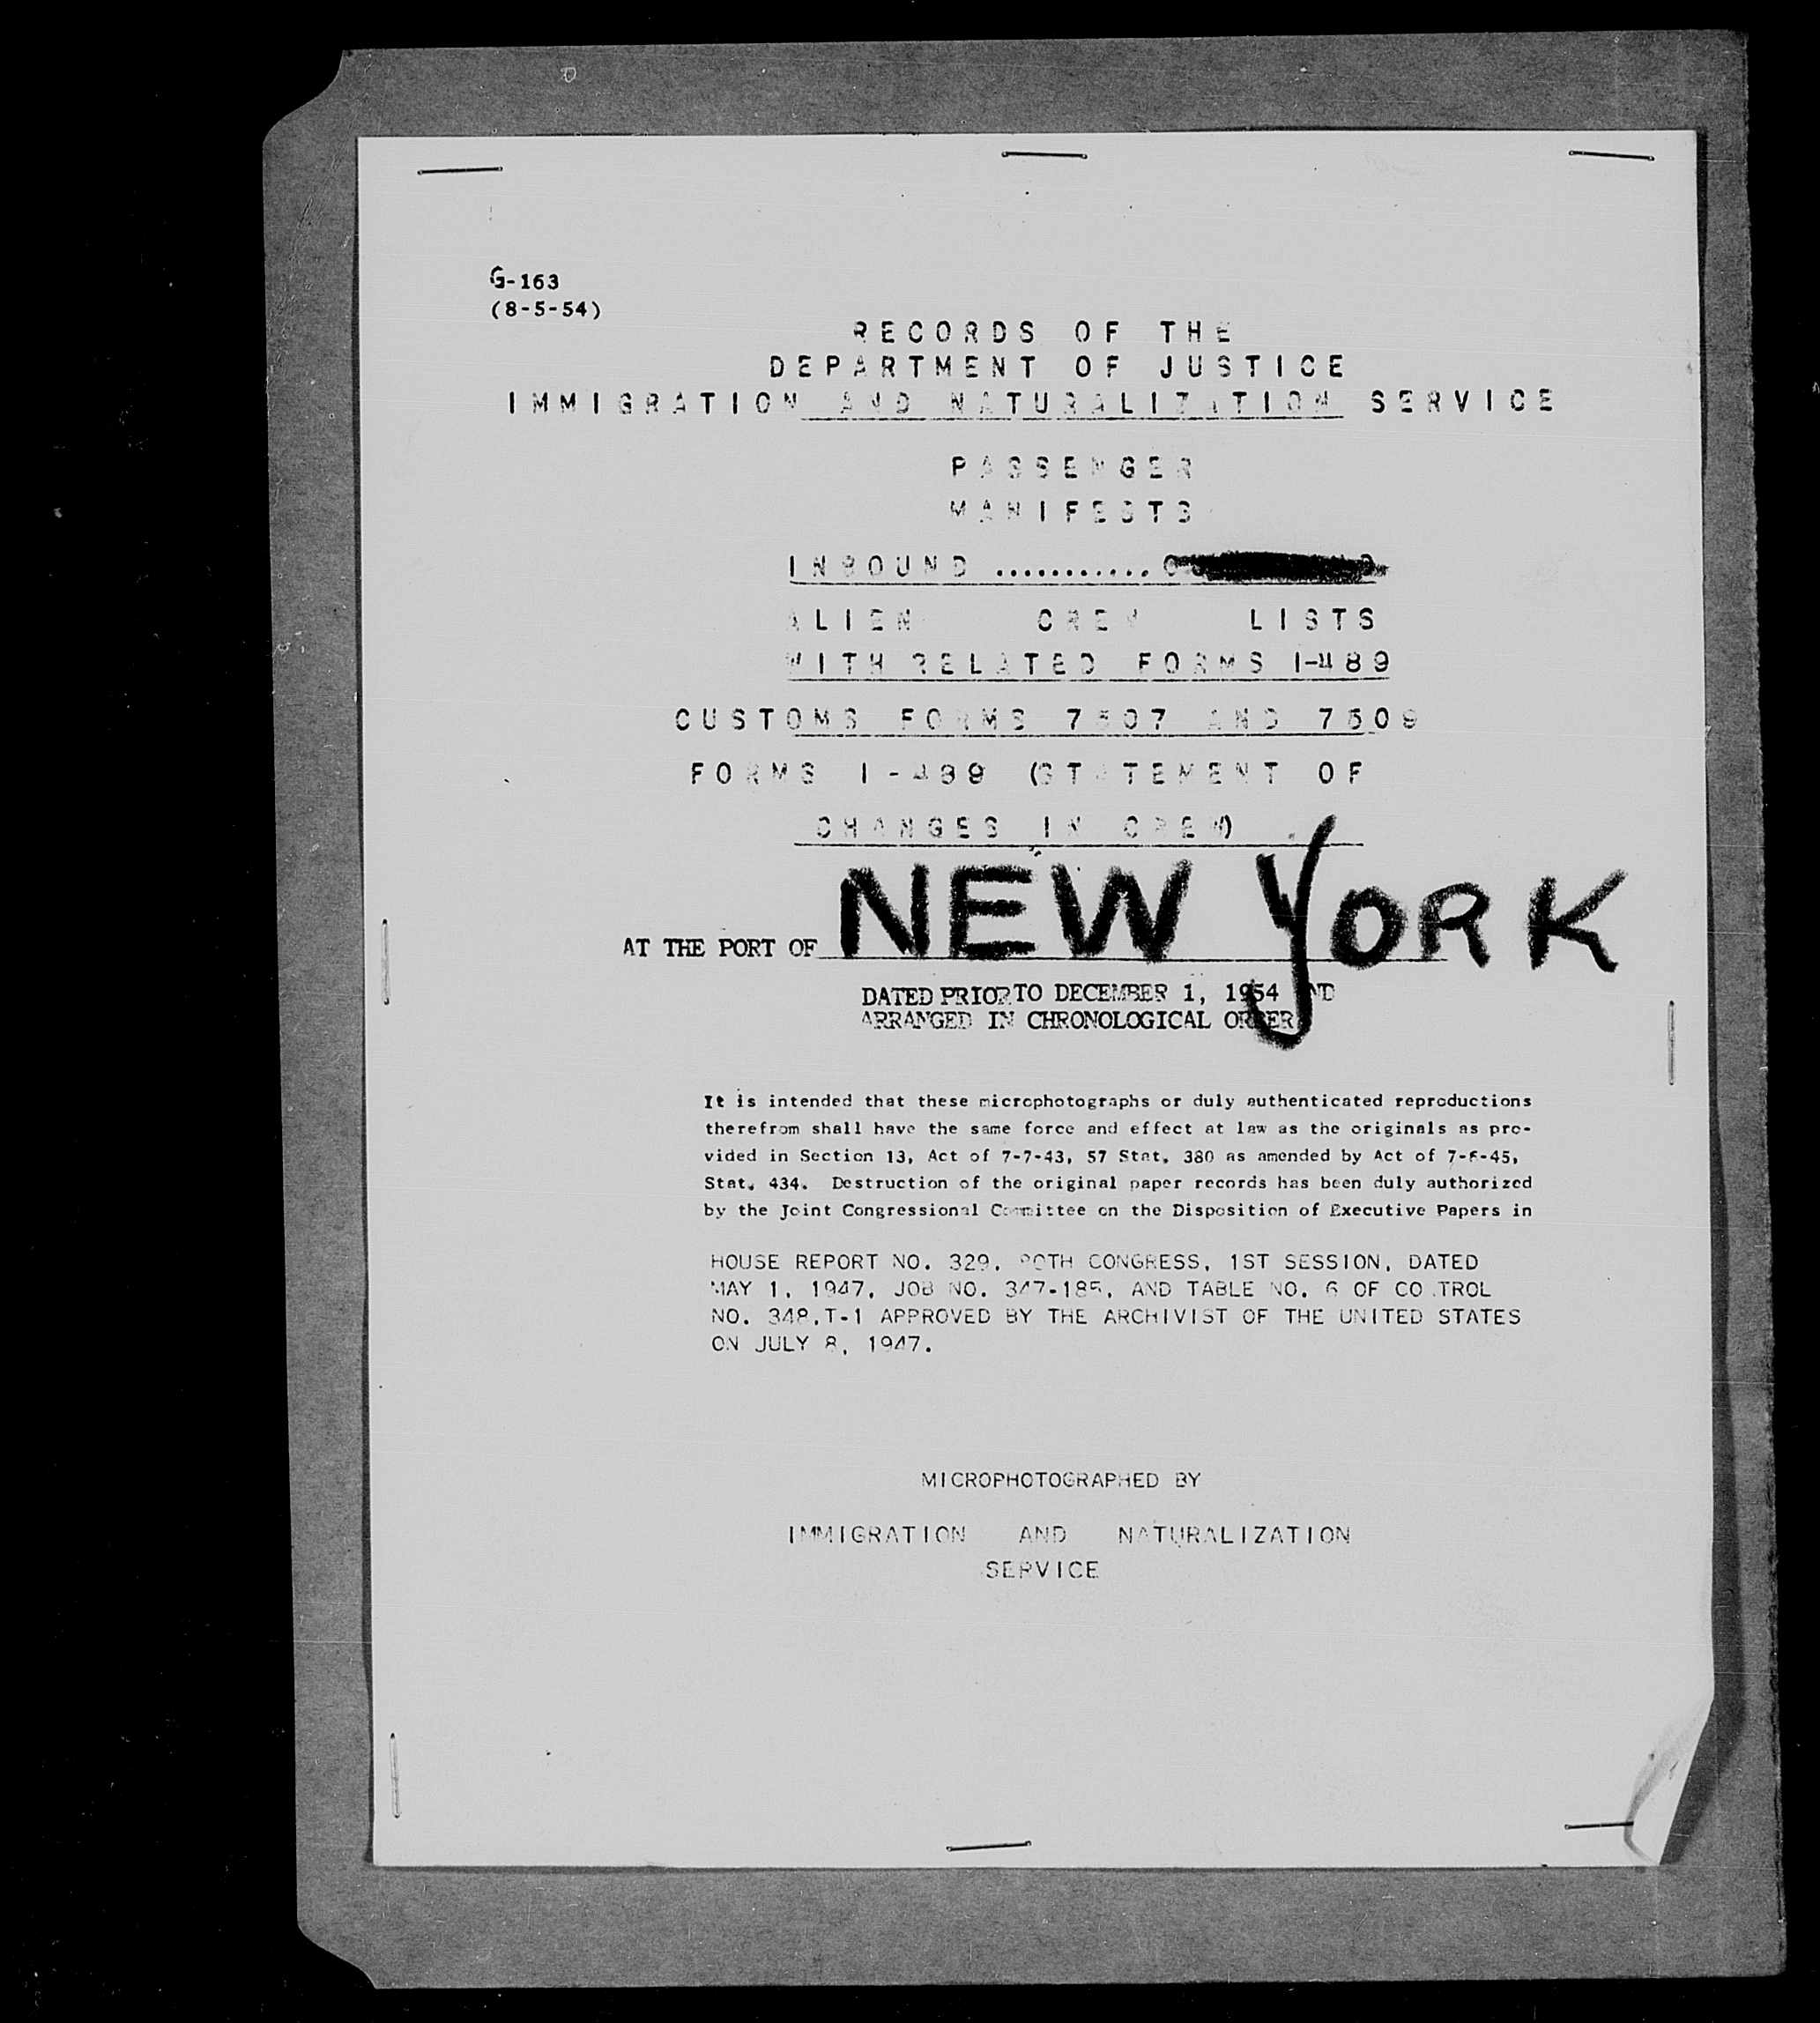 G-163
(8-5-54)
RECORDS OF THE
DEPARTMENT OF JUSTICE
IMMIGRATION AND NATURALIZATION SERVICE
PASSENGER
MANIFESTS
INBOUND ...........
ALIEN CREW LISTS
WITH RELATED FORMS I-489
CUSTOMS FORMS 7507 AND 7509
FORMS I-489 (STATEMENT OF
CHANGES IN CREW)
AT THE PORT OF NEW YORK
DATED PRIOR TO DECEMBER 1, 1954 AND
ARRANGED IN CHRONOLOGICAL ORDER
It is intended that these microphotographs or duly authenticated reproductions
therefrom shall have the same force and effect at law as the originals as pro-
vided in Section 13, Act of 7-7-43, 57 Stat. 380 as amended by Act of 7-6-45,
Stat. 434. Destruction of the original paper records has been duly authorized
by the Joint Congressional Committee on the Disposition of Executive Papers in
HOUSE REPORT NO. 329, 80TH CONGRESS, 1ST SESSION, DATED
MAY 1, 1947, JOB NO. 347-185, AND TABLE NO. 6 OF CO TROL
NO. 348,T-1 APPROVED BY THE ARCHIVIST OF THE UNITED STATES
ON JULY 8, 1947.
MICROPHOTOGRAPHED BY
IMMIGRATION AND NATURALIZATION
SERVICE